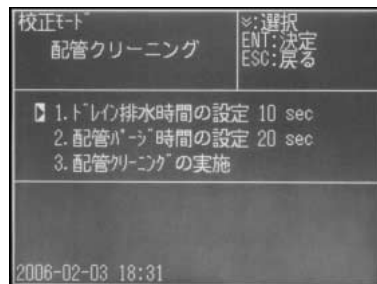 校正ﾓｰﾄﾞ
配管クリーニング
≫:選択
ENT:決定
ESC:戻る
1.ﾄﾞﾚｲﾝ排水時間の設定 10 sec
2.配管ﾊﾟｰｼﾞ時間の設定 20 sec
3.配管ｸﾘｰﾆﾝｸﾞの実施
2006-02-03 18:31